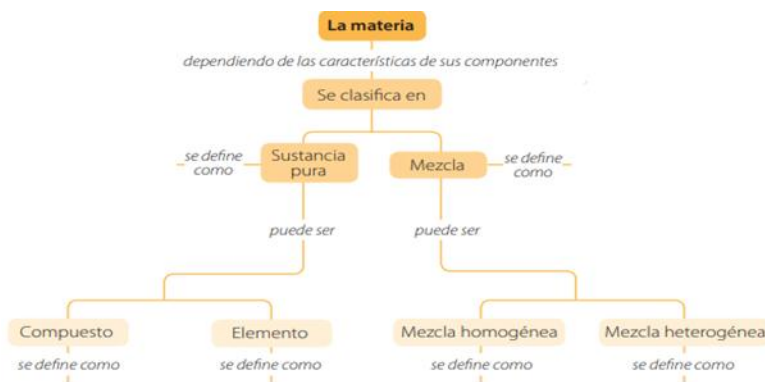 La materia
dependiendo de las características de sus componentes
Se clasifica en
se define
como
Sustancia
pura
Mezcla
se define
como
puede ser
puede ser
Compuesto
Elemento
Mezcla homogénea
Mezcla heterogénea
se define como
se define como
se define como
se define como